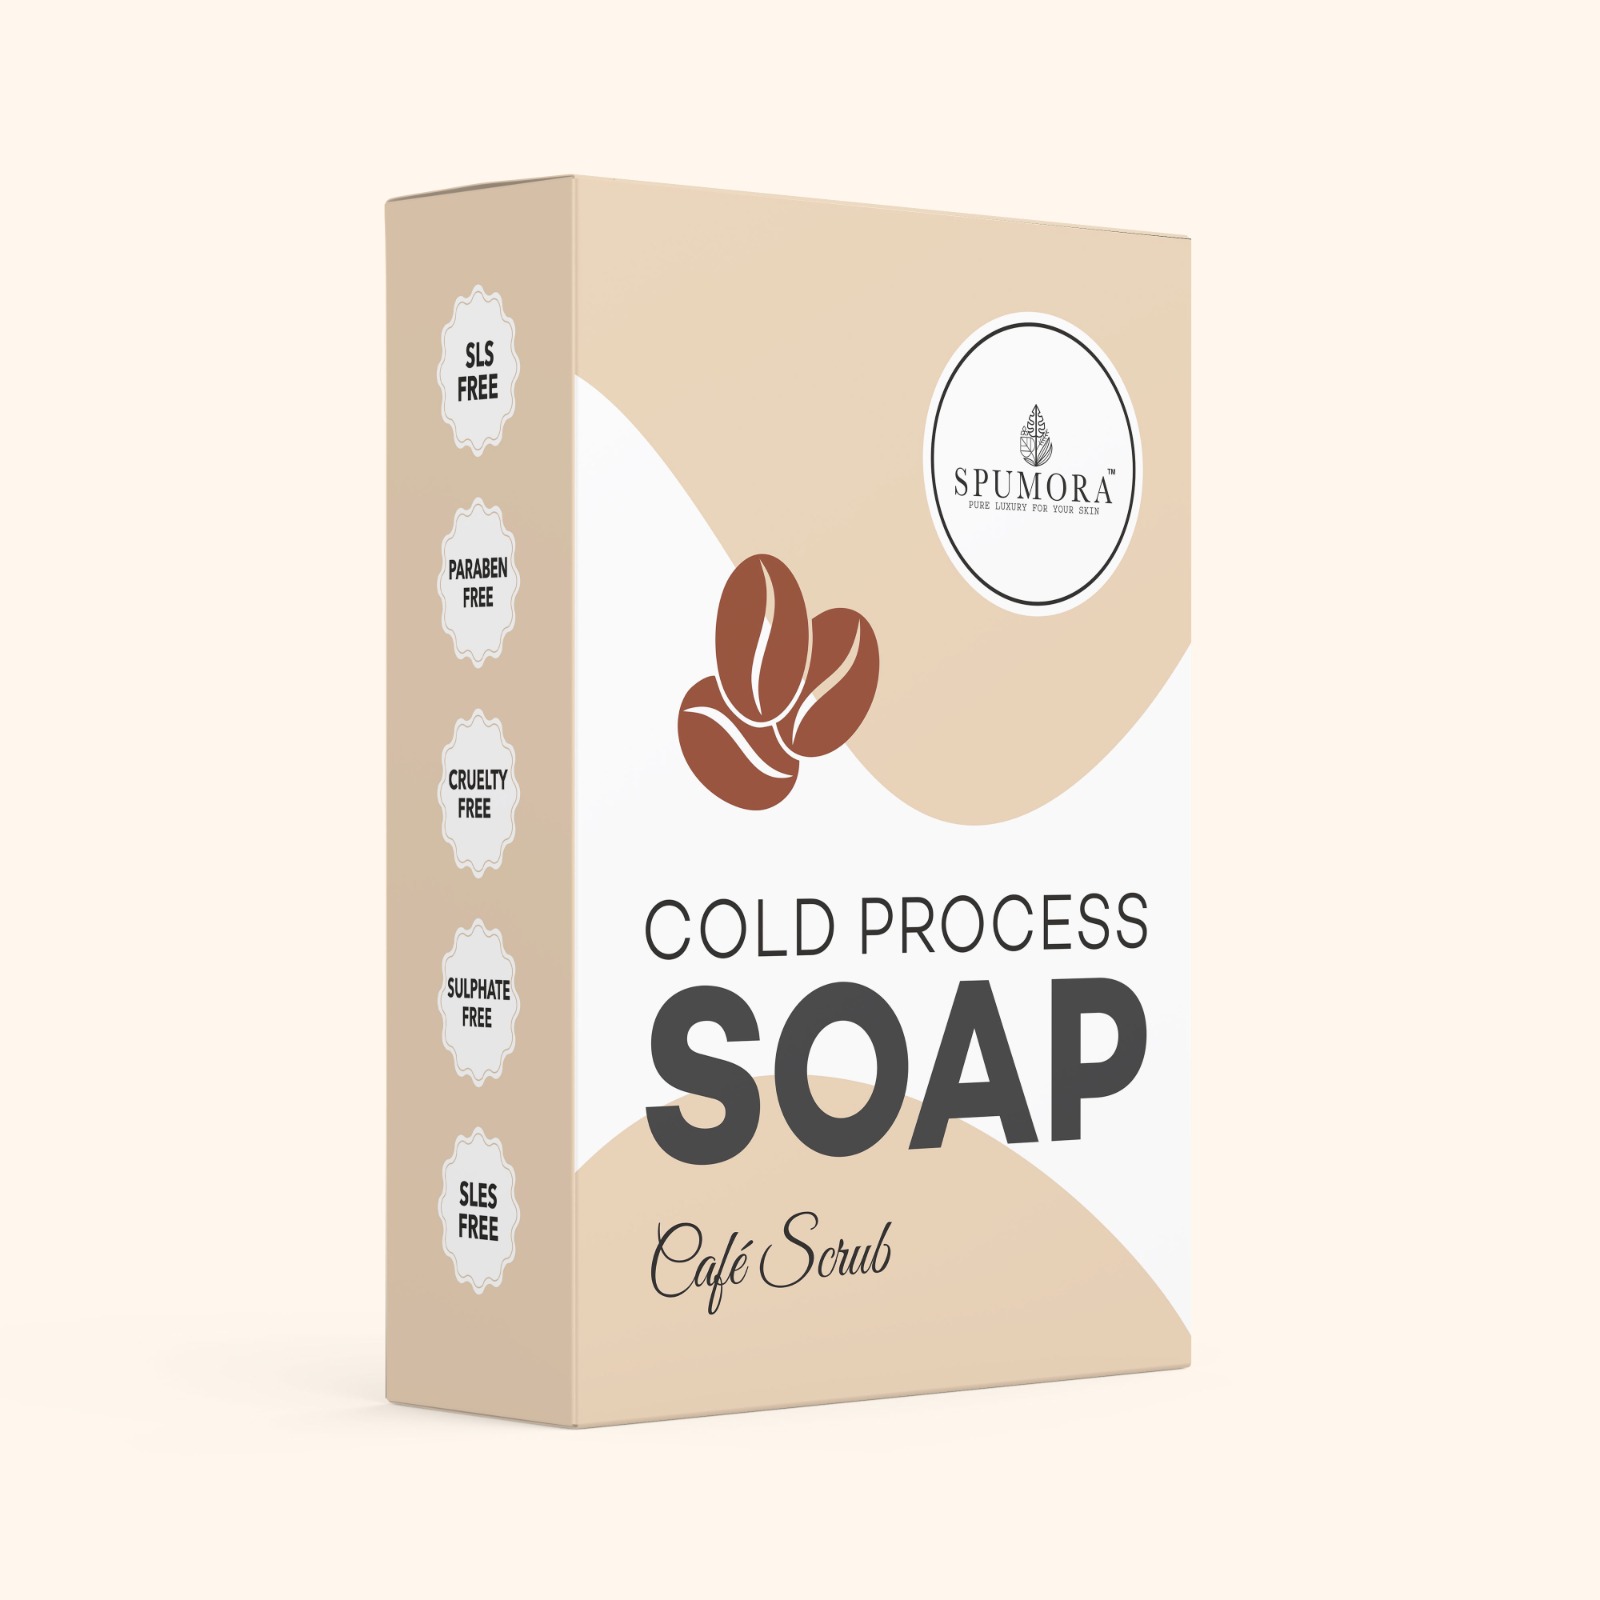 SLS
FREE
PARABEN
FREE
CRUELTY
FREE
SULPHATE
FREE
SLES
FREE
SPUMORA™
PURE LUXURY FOR YOUR SKIN
COLD PROCESS
SOAP
Café Scrub